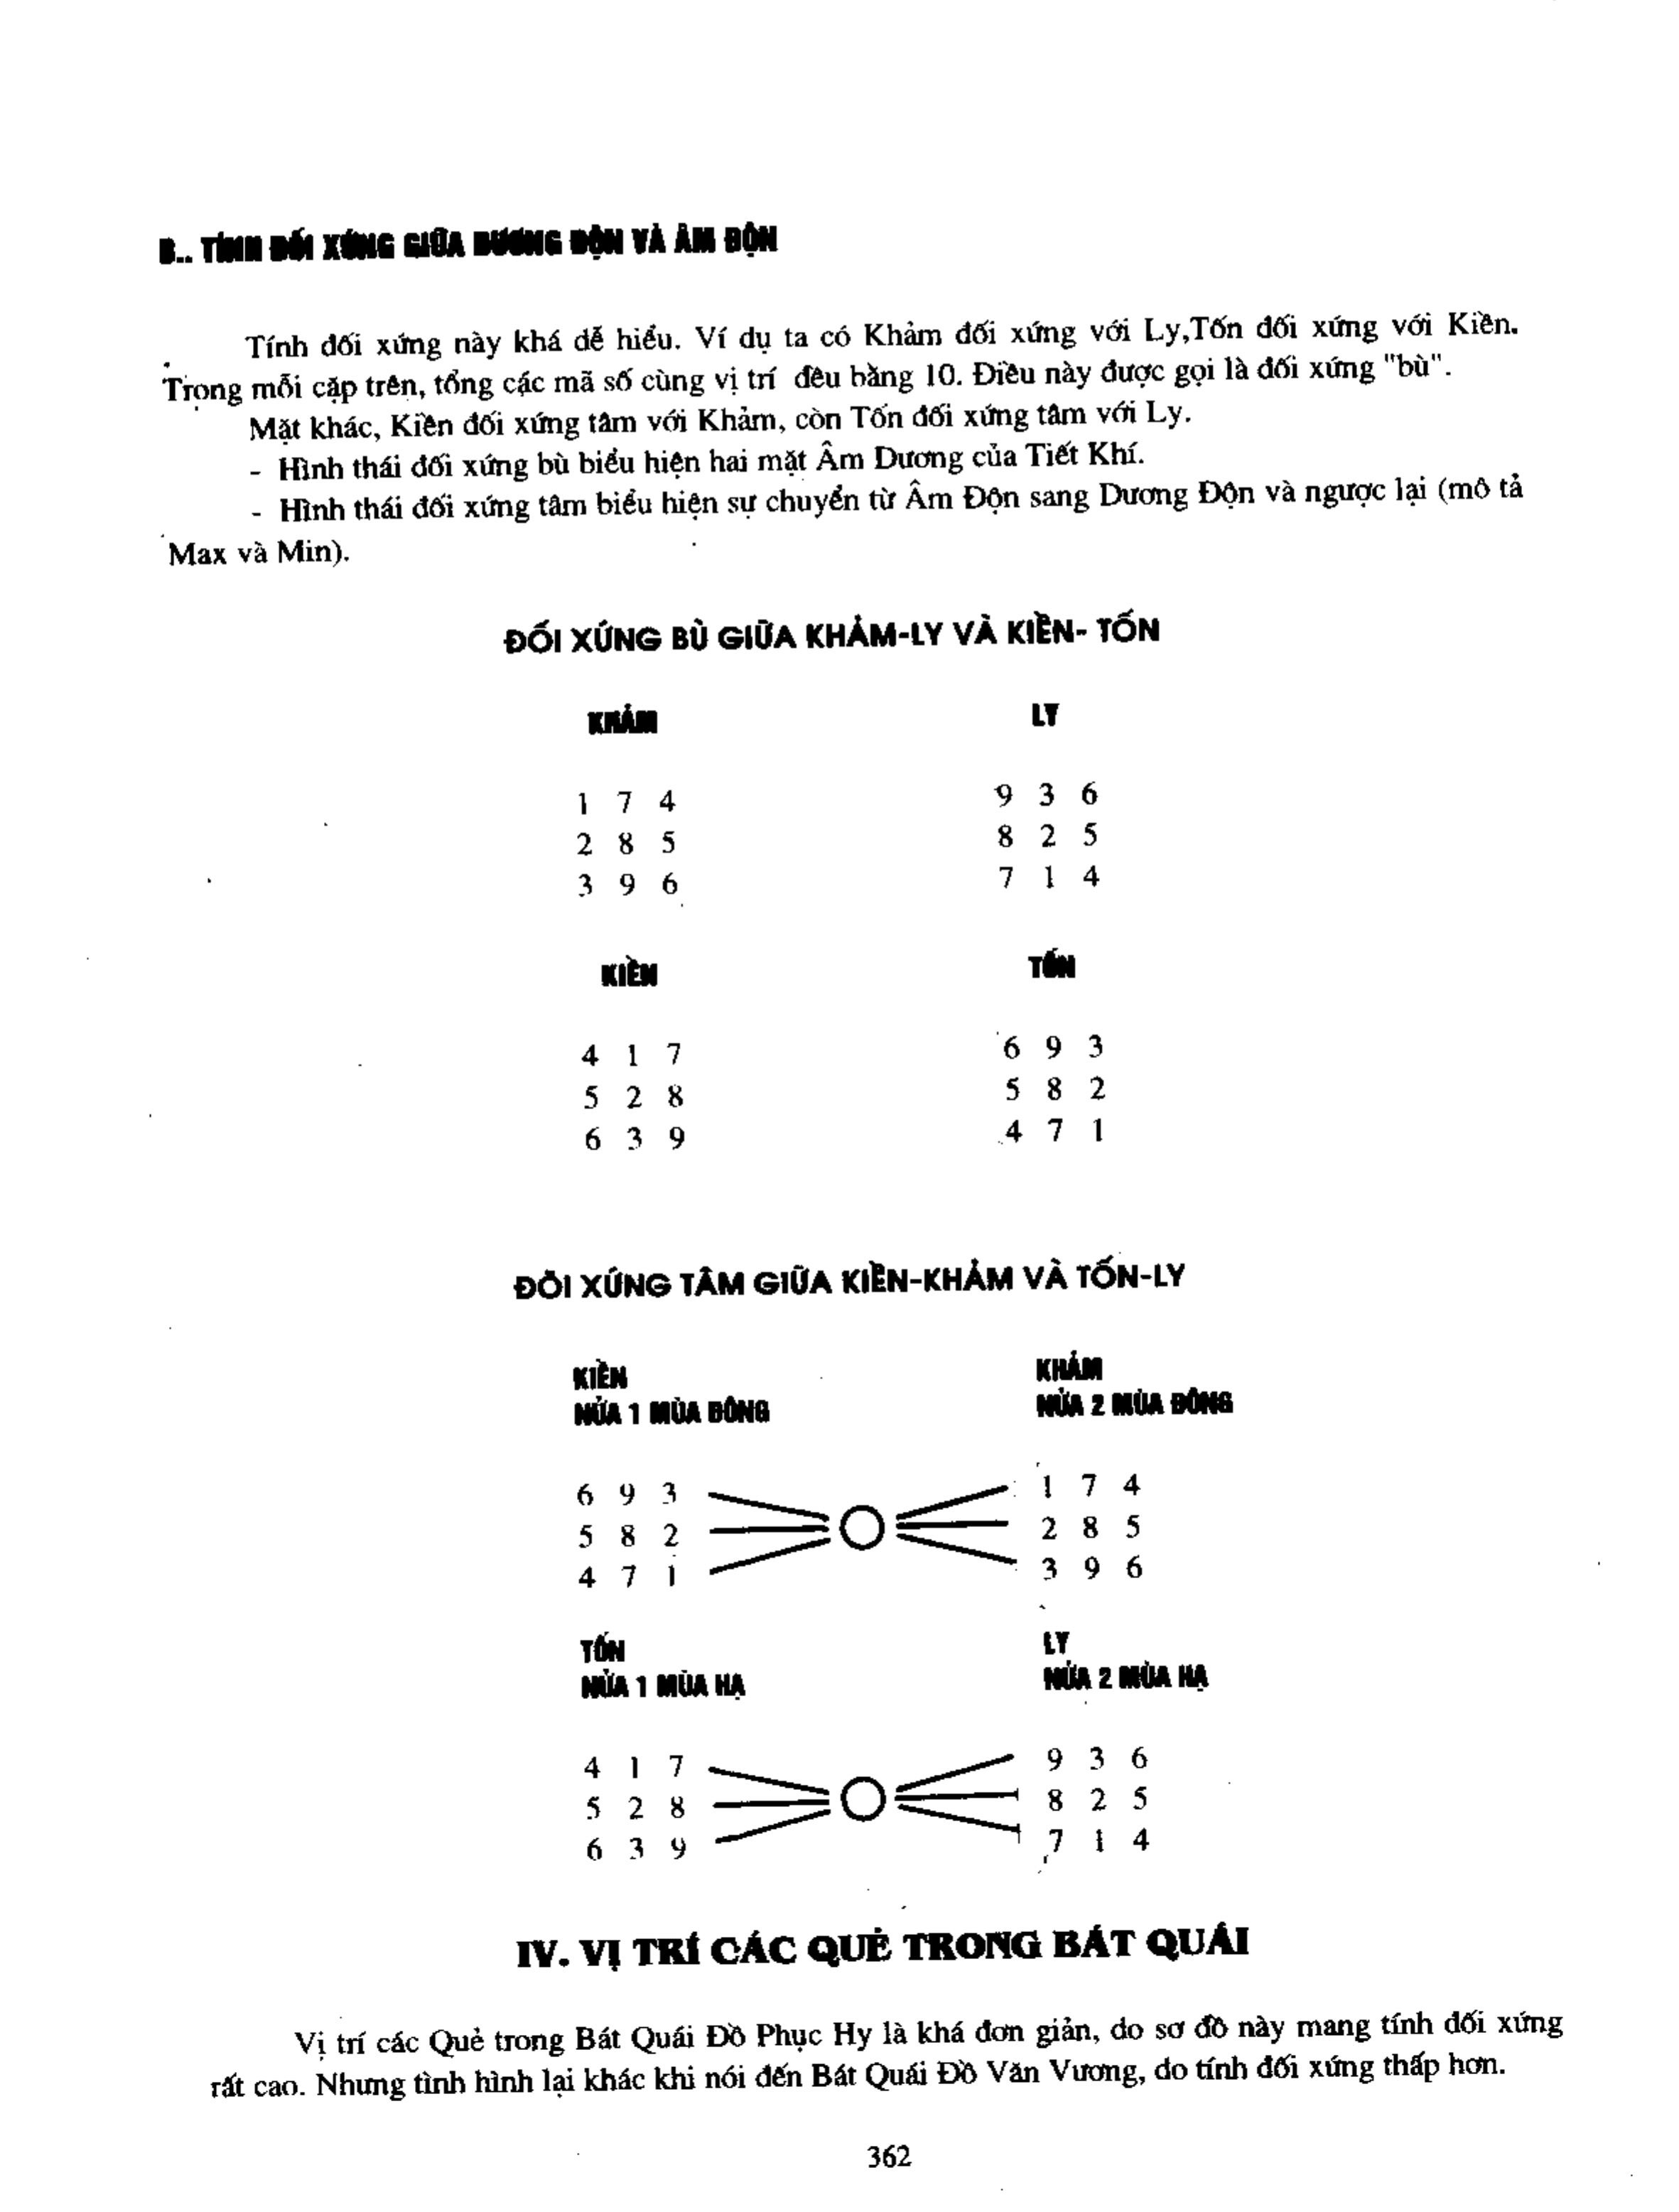 B.. TÍNH ĐỐI XỨNG GIỮA DƯƠNG ĐỘN VÀ ÂM ĐỘN
Tính đối xứng này khá dễ hiểu. Ví dụ ta có Khảm đối xứng với Ly,Tốn đối xứng với Kiền.
Trọng mỗi cặp trên, tổng các mã số cùng vị trí đều bằng 10. Điều này được gọi là đối xứng "bù".
Mặt khác, Kiền đối xứng tâm với Khảm, còn Tốn đối xứng tâm với Ly.
- Hình thái đối xứng bù biểu hiện hai mặt Âm Dương của Tiết Khí.
- Hình thái đối xứng tâm biểu hiện sự chuyển từ Âm Độn sang Dương Độn và ngược lại (mô tả
Max và Min).
ĐỐI XỨNG BÙ GIỮA KHẢM-LY VÀ KIỀN- TỐN
KHẢM LY
1 7 4 9 3 6
2 8 5 8 2 5
3 9 6 7 1 4
KIỀN TỐN
4 1 7 6 9 3
5 2 8 5 8 2
6 3 9 4 7 1
ĐỐI XỨNG TÂM GIỮA KIỀN-KHẢM VÀ TỐN-LY
KIỀN KHẢM
NỬA 1 MÙA ĐÔNG NỬA 2 MÙA ĐÔNG
6 9 3 1 7 4
5 8 2 2 8 5
4 7 1 3 9 6
TỐN LY
NỬA 1 MÙA HẠ NỬA 2 MÙA HẠ
4 1 7 9 3 6
5 2 8 8 2 5
6 3 9 7 1 4
IV. VỊ TRÍ CÁC QUẺ TRONG BÁT QUÁI
Vị trí các Quẻ trong Bát Quái Đồ Phục Hy là khá đơn giản, do sơ đồ này mang tính đối xứng
rất cao. Nhưng tình hình lại khác khi nói đến Bát Quái Đồ Văn Vương, do tính đối xứng thấp hơn.
362